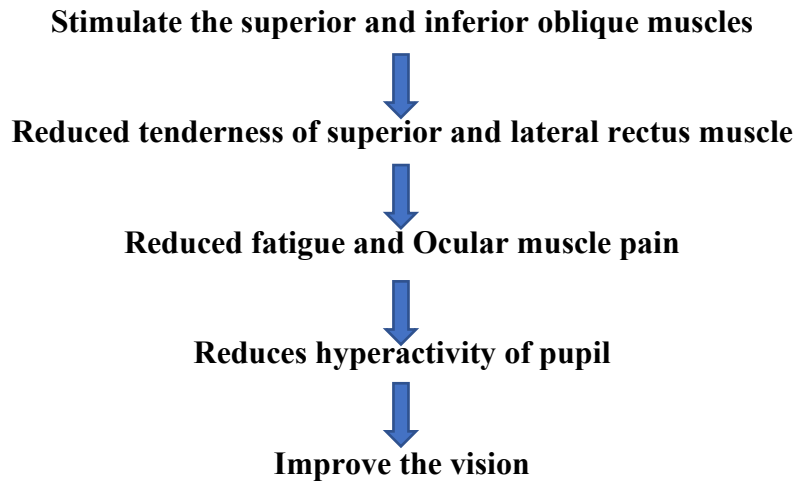 Stimulate the superior and inferior oblique muscles
Reduced tenderness of superior and lateral rectus muscle
Reduced fatigue and Ocular muscle pain
Reduces hyperactivity of pupil
Improve the vision